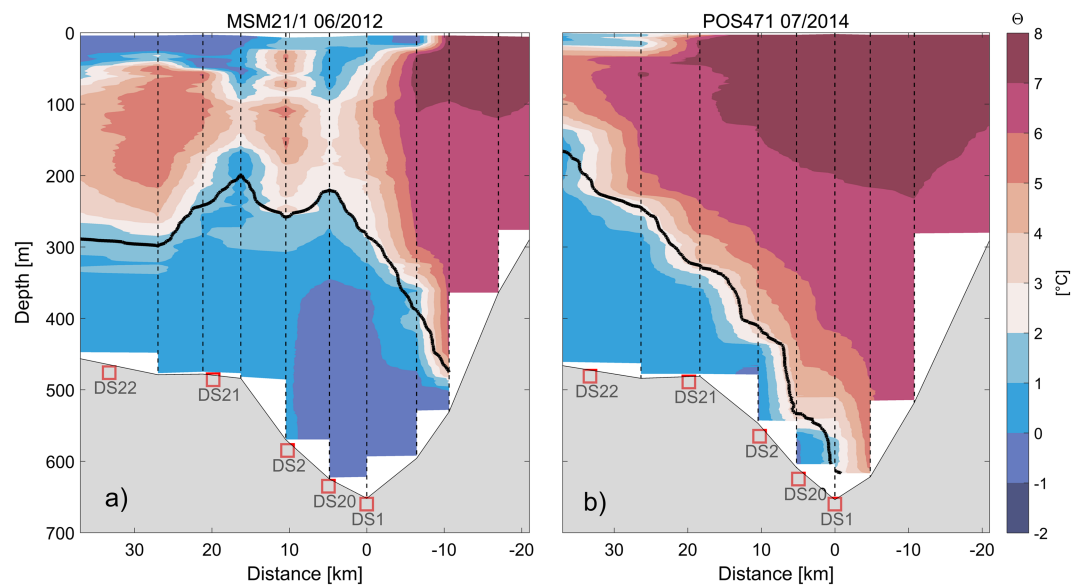 MSM21/1 06/2012
POS471 07/2014
Θ
0
100
200
300
400
500
600
700
Depth [m]
DS22
DS21
DS2
DS20
DS1
a)
30
20
10
0
-10
-20
Distance [km]
DS22
DS21
DS2
DS20
DS1
b)
30
20
10
0
-10
-20
Distance [km]
8
7
6
5
4
3
2
1
0
-1
-2
[°C]